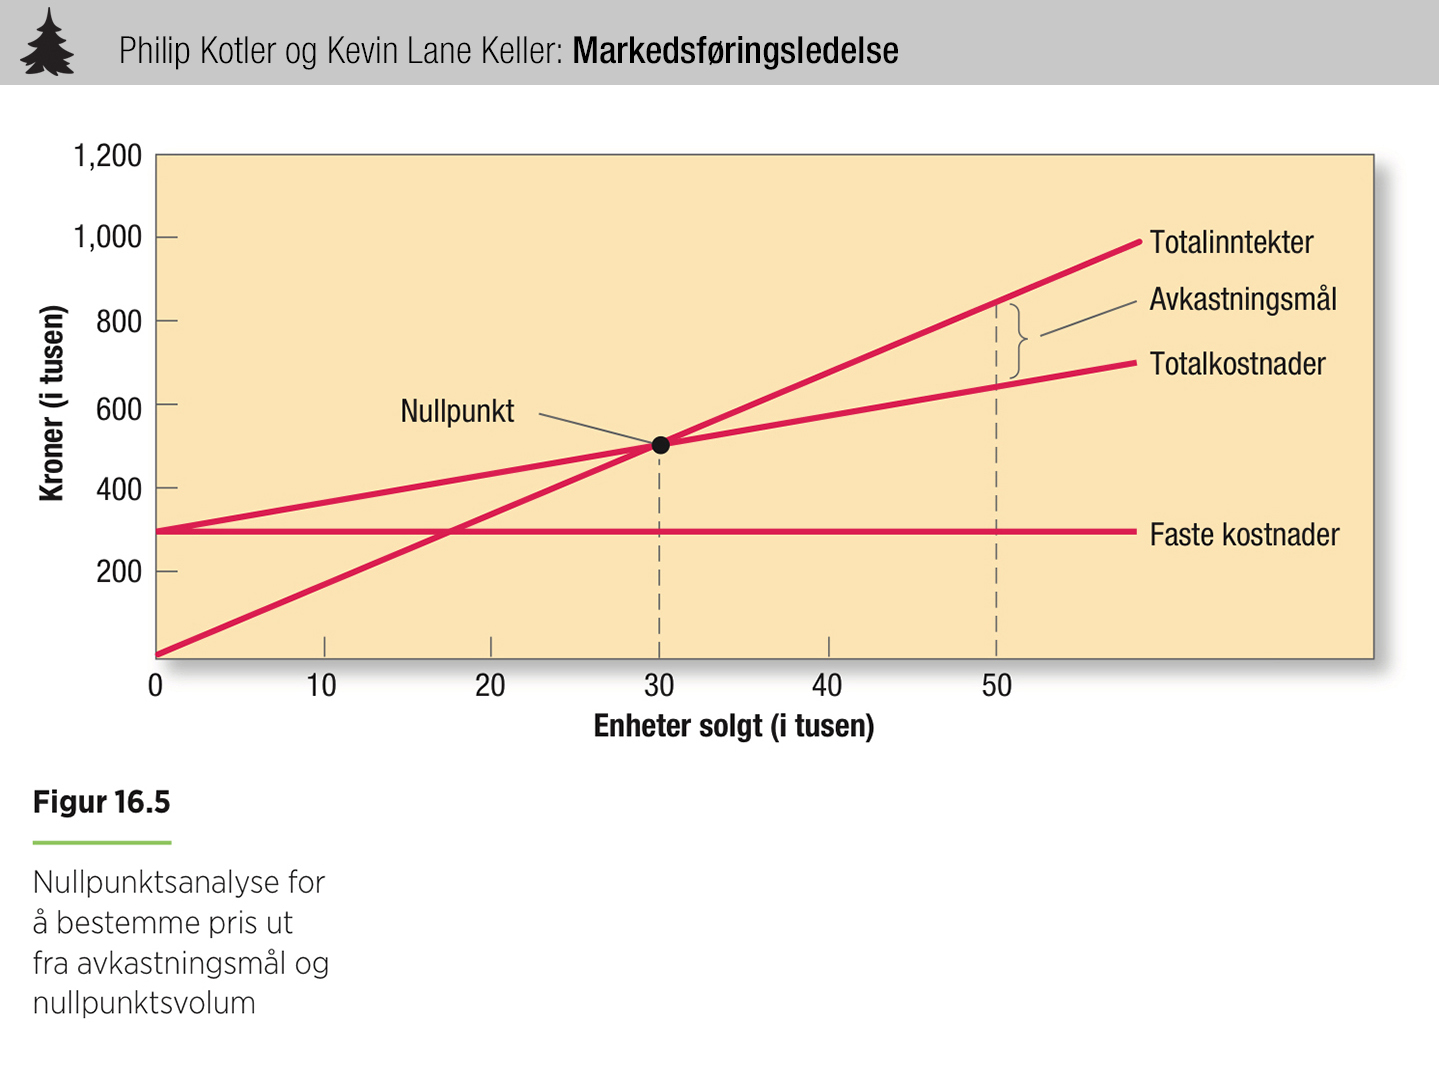 Philip Kotler og Kevin Lane Keller: Markedsføringsledelse
1,200
1,000
800
600
400
200
Kroner (i tusen)
Totalinntekter
Avkastningsmål
Totalkostnader
Nullpunkt
Faste kostnader
0 10 20 30 40 50
Enheter solgt (i tusen)
Figur 16.5
Nullpunktsanalyse for
å bestemme pris ut
fra avkastningsmål og
nullpunktsvolum